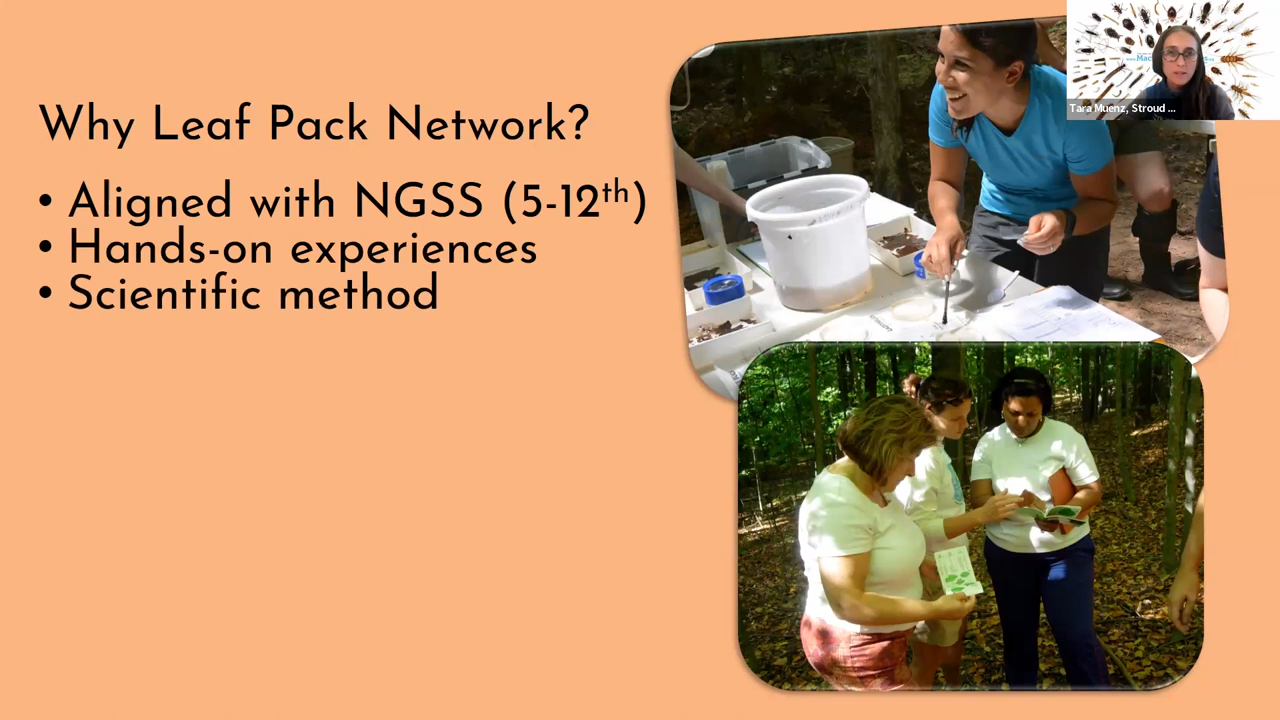 Why Leaf Pack Network?
• Aligned with NGSS (5-12th)
• Hands-on experiences
• Scientific method
Tara Muenz, Stroud ...